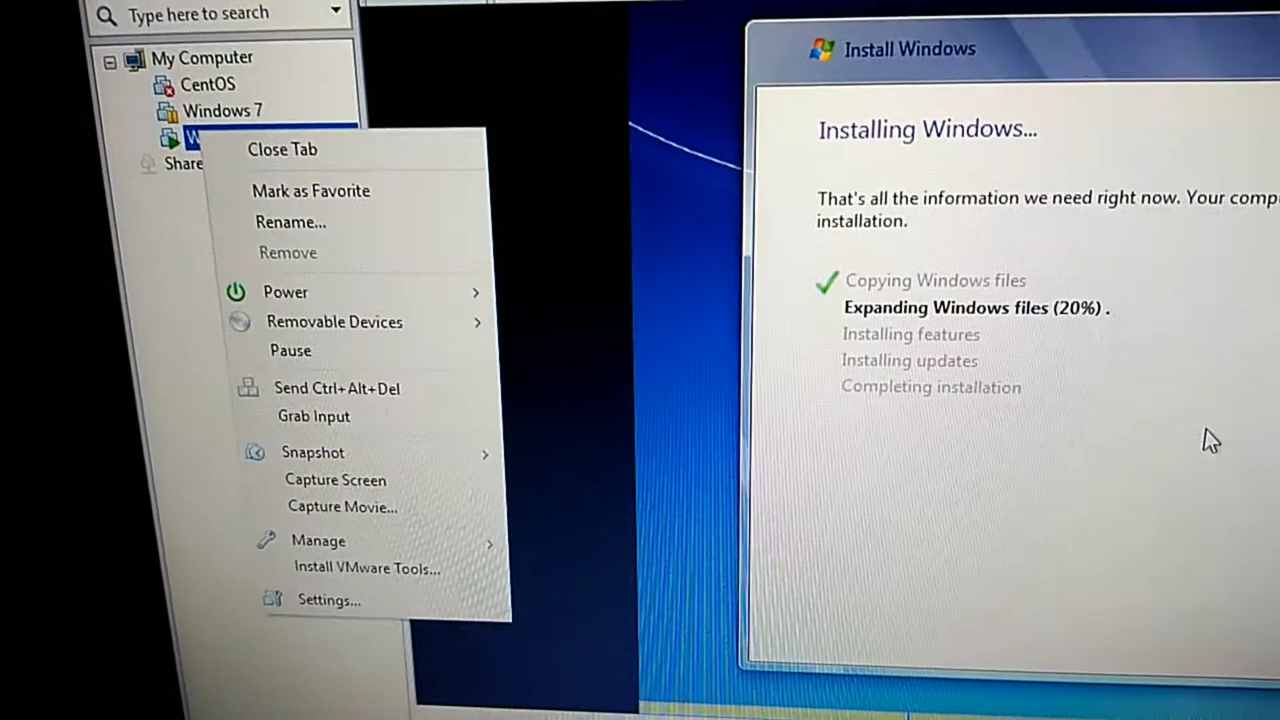 Type here to search
My Computer
CentOS
Windows 7
Share
Close Tab
Mark as Favorite
Rename...
Remove
Power
Removable Devices
Pause
Send Ctrl+Alt+Del
Grab Input
Snapshot
Capture Screen
Capture Movie...
Manage
Install VMware Tools...
Settings...
Install Windows
Installing Windows...
That's all the information we need right now. Your comp
installation.
Copying Windows files
Expanding Windows files (20%) .
Installing features
Installing updates
Completing installation